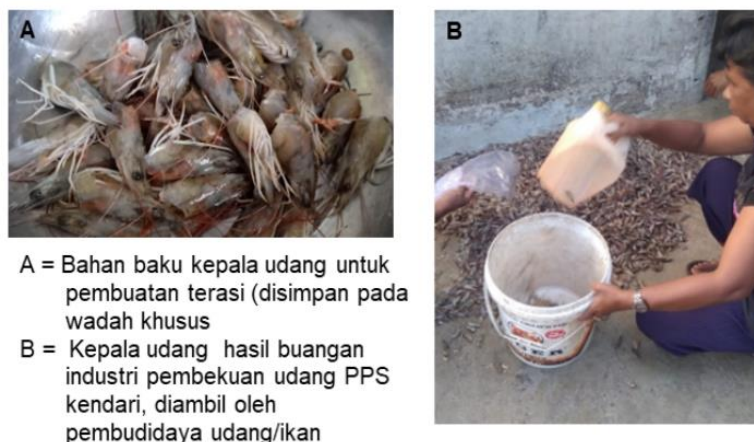 A
B
A = Bahan baku kepala udang untuk
pembuatan terasi (disimpan pada
wadah khusus
B = Kepala udang hasil buangan
industri pembekuan udang PPS
kendari, diambil oleh
pembudidaya udang/ikan